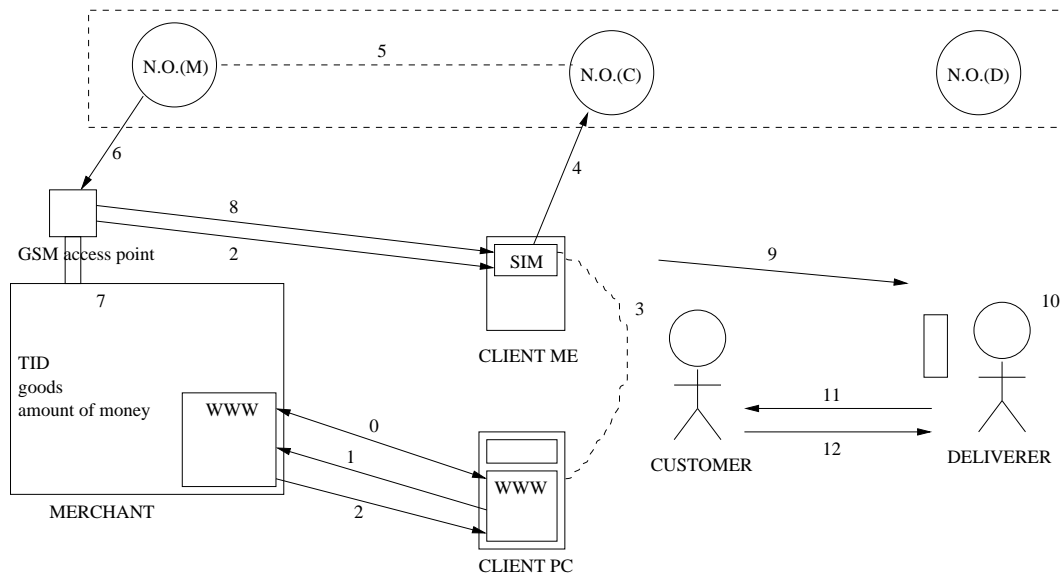 5
N.O.(M)
N.O.(C)
N.O.(D)
6
4
8
GSM access point
2
SIM
9
7
3
10
CLIENT ME
TID
goods
amount of money
WWW
0
11
1
12
CUSTOMER
DELIVERER
WWW
2
MERCHANT
CLIENT PC